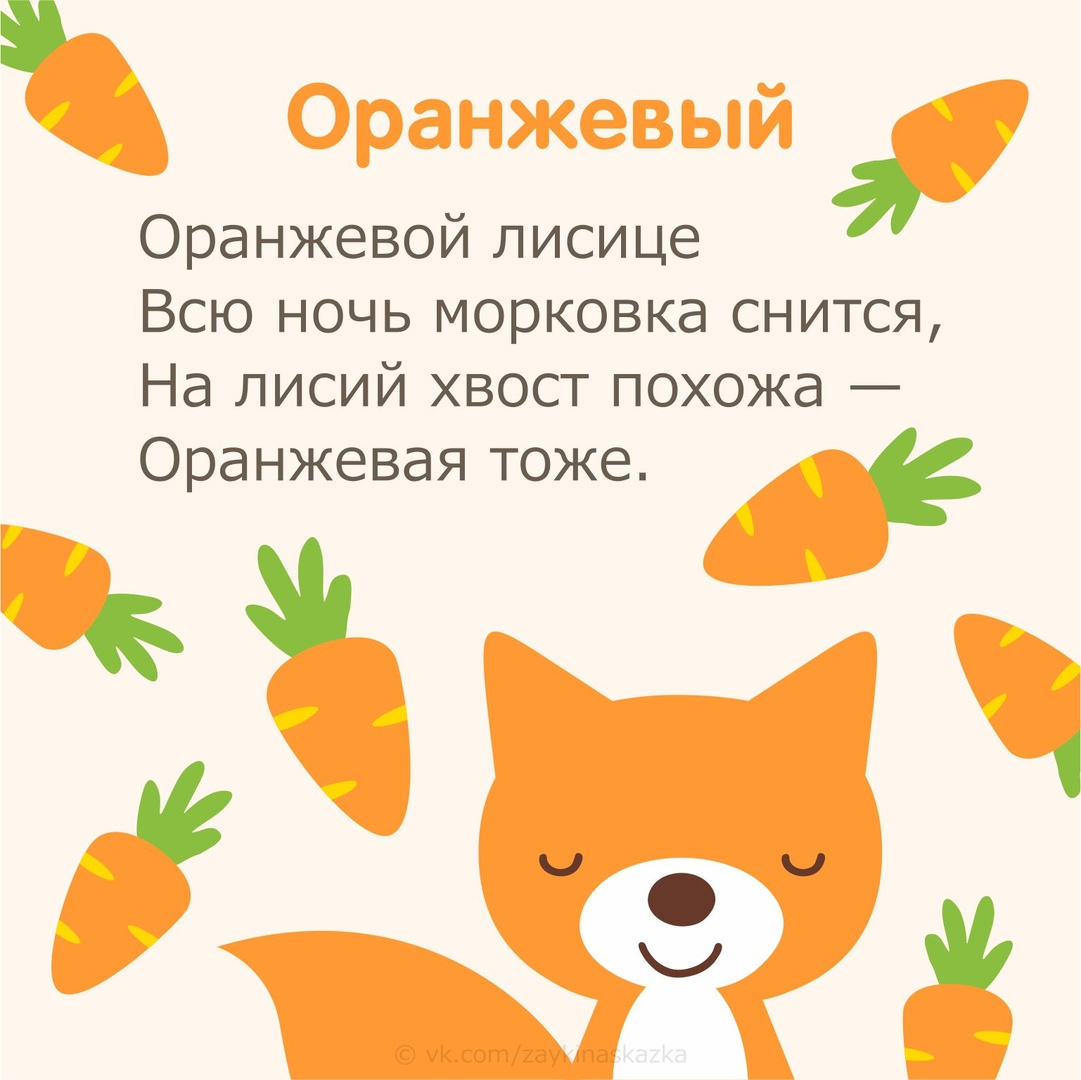 Оранжевый
Оранжевой лисице
Всю ночь морковка снится,
На лисий хвост похожа —
Оранжевая тоже.
© vk.com/zaykinaskazka